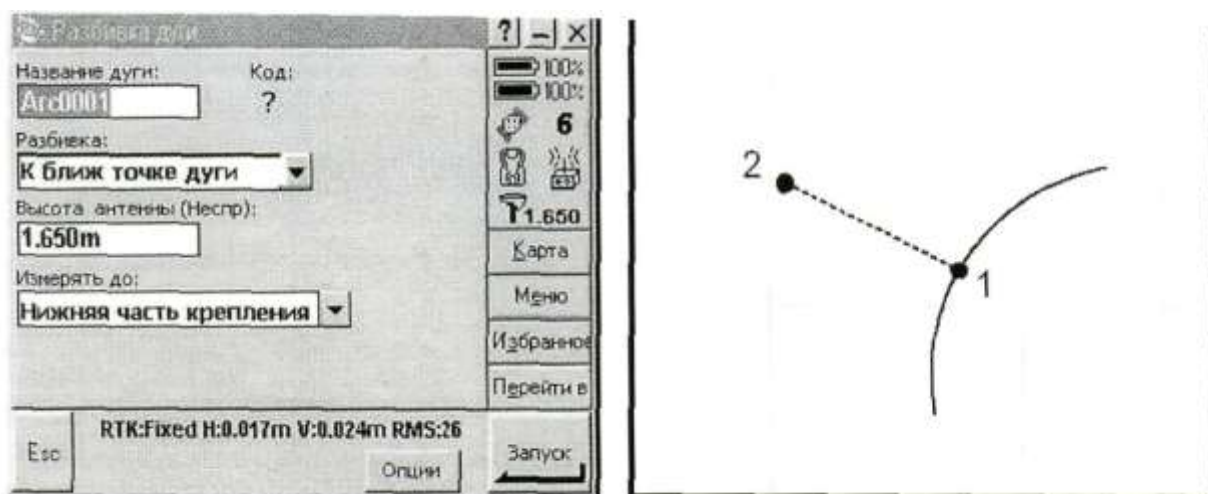 Разбивка дуги ? – ×
Название дуги: Код:
Arc0001 ?
Разбивка:
К ближ точке дуги
Высота антенны (Неспр):
1.650m
Измерять до:
Нижняя часть крепления
100%
100%
6
1.650
Карта
Меню
Избранное
Перейти в
Esc
RTK:Fixed H:0.017m V:0.024m RMS:26
Опции
Запуск
2
1